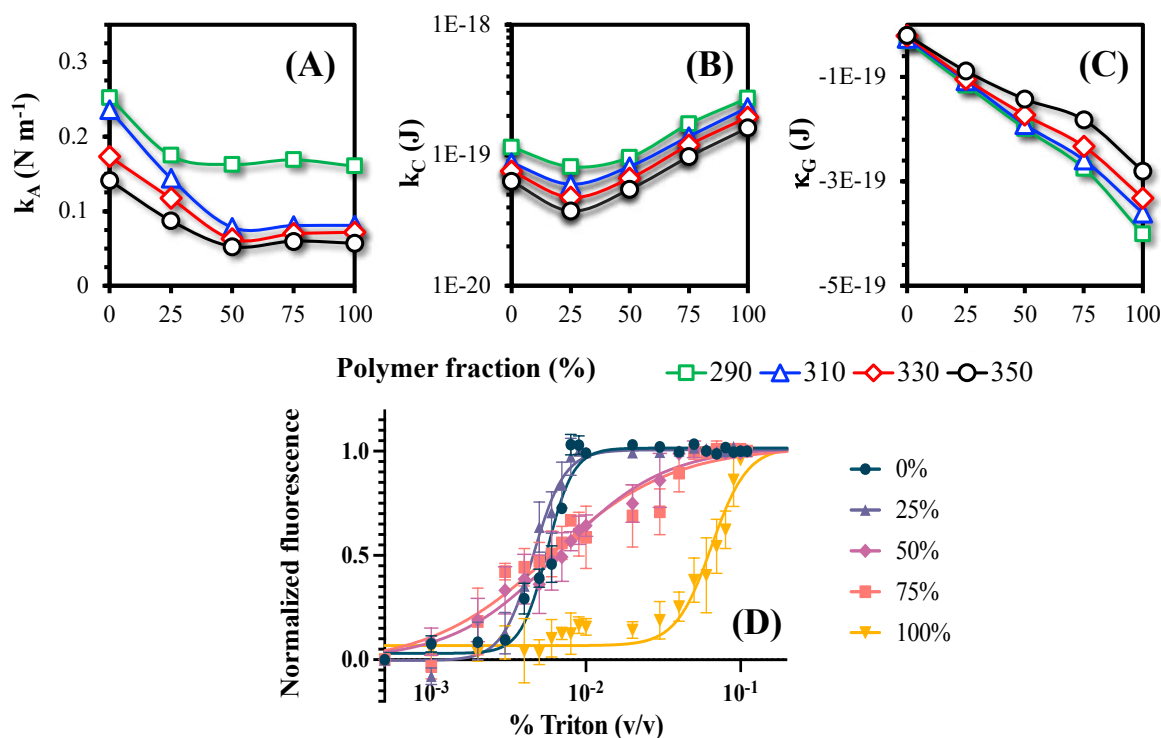 (A)
0.3
0.2
0.1
0
k_A (N m⁻¹)
0 25 50 75 100
(B)
1E-18
1E-19
1E-20
k_C (J)
0 25 50 75 100
(C)
-1E-19
-3E-19
-5E-19
κ_G (J)
0 25 50 75 100
Polymer fraction (%)
290 310 330 350
Normalized fluorescence
1.0
0.5
0.0
(D)
10⁻³ 10⁻² 10⁻¹
% Triton (v/v)
0%
25%
50%
75%
100%